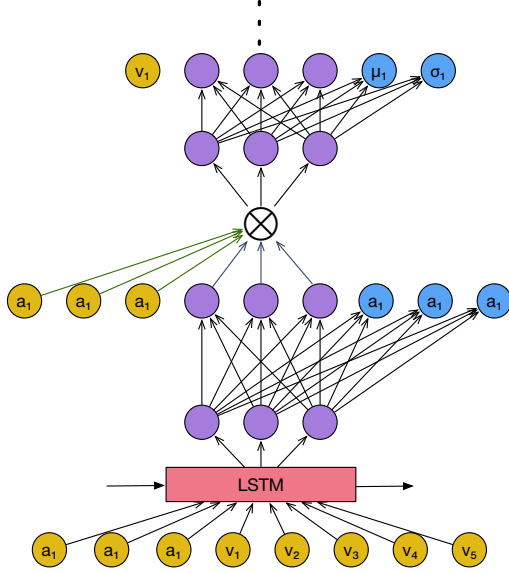 v₁ μ₁ σ₁
a₁ a₁ a₁ a₁ a₁ a₁
LSTM
a₁ a₁ a₁ v₁ v₂ v₃ v₄ v₅